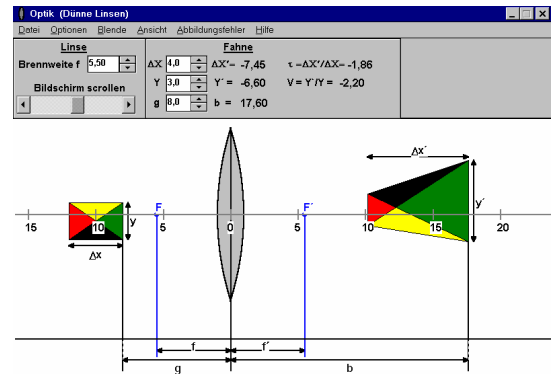 Optik (Dünne Linsen)
Datei Optionen Blende Ansicht Abbildungsfehler Hilfe
Linse
Brennweite f 5,50
Bildschirm scrollen
Fahne
ΔX 4,0 ΔX'= -7,45 τ =ΔX'/ΔX= -1,86
Y 3,0 Y' = -6,60 V = Y'/Y = -2,20
g 8,0 b = 17,60
Δx'
F F'
y y'
15 10 5 0 5 10 15 20
Δx
f f'
g b